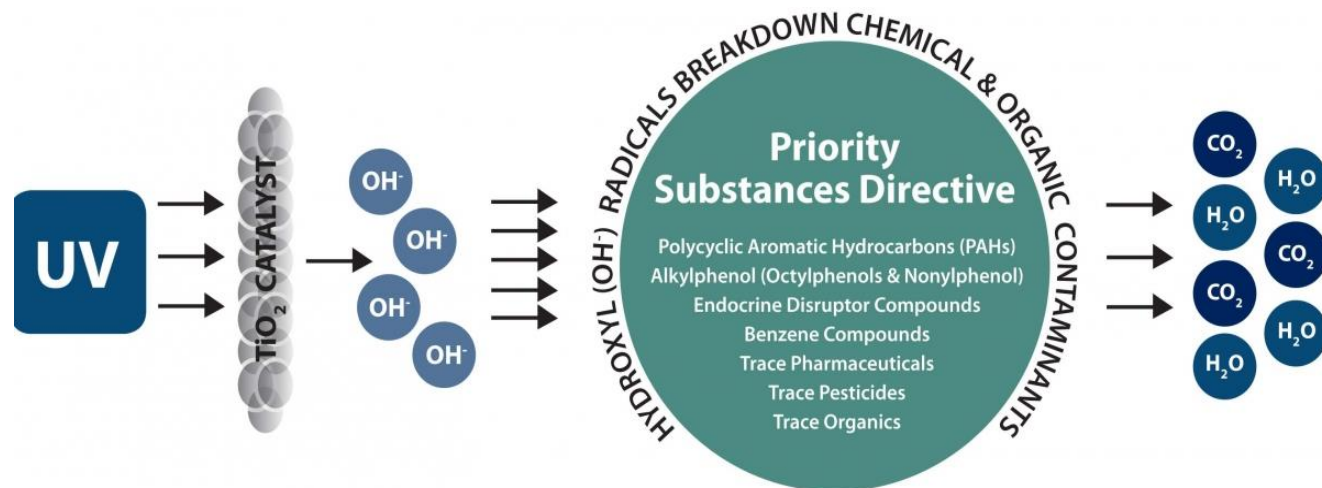 UV
TiO₂ CATALYST
OH⁻
OH⁻
OH⁻
OH⁻
HYDROXYL (OH⁻) RADICALS BREAKDOWN CHEMICAL & ORGANIC CONTAMINANTS
Priority
Substances Directive
Polycyclic Aromatic Hydrocarbons (PAHs)
Alkylphenol (Octylphenols & Nonylphenol)
Endocrine Disruptor Compounds
Benzene Compounds
Trace Pharmaceuticals
Trace Pesticides
Trace Organics
CO₂
H₂O
H₂O
CO₂
CO₂
H₂O
H₂O